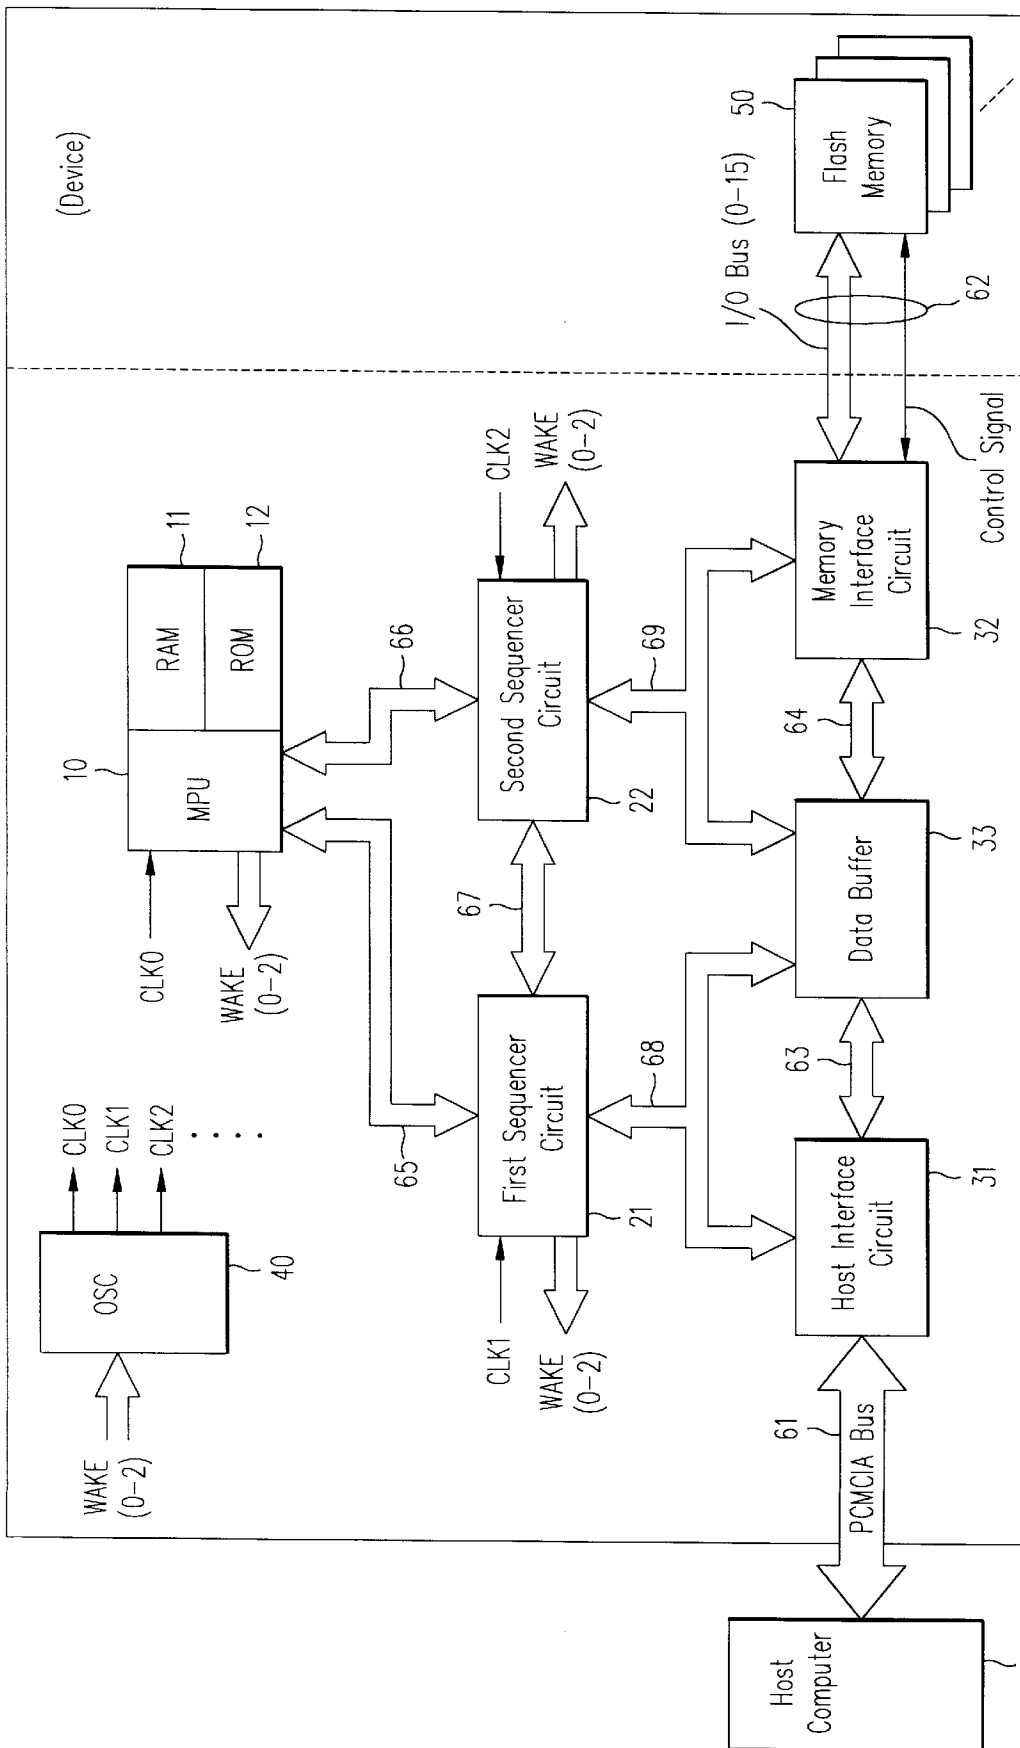 (Device)
WAKE
(0-2)
OSC
40
CLK0
CLK1
CLK2
. . . .
CLK0
WAKE
(0-2)
10
MPU
RAM
ROM
11
12
65
66
CLK1
WAKE
(0-2)
First Sequencer
Circuit
21
67
Second Sequencer
Circuit
22
CLK2
WAKE
(0-2)
68
69
Host
Computer
61
PCMCIA Bus
Host Interface
Circuit
31
63
Data Buffer
33
64
Memory
Interface
Circuit
32
I/O Bus (0-15)
Control Signal
62
50
Flash
Memory